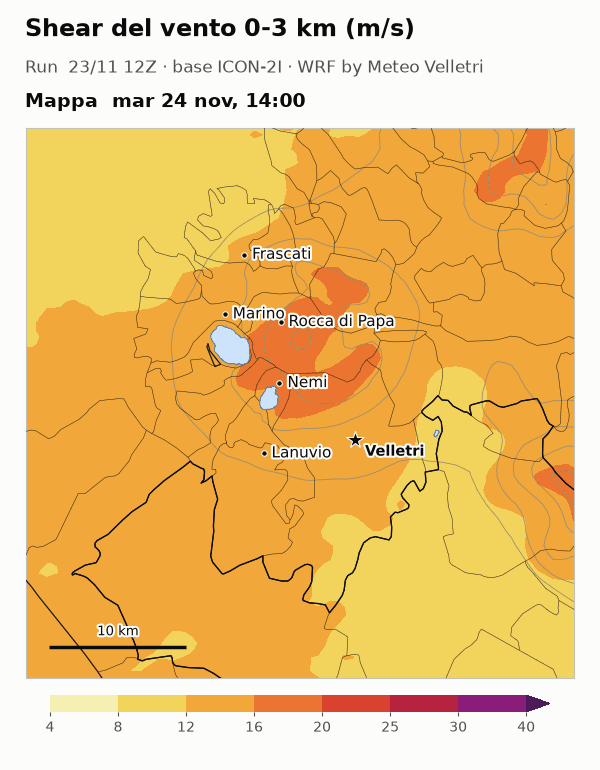 Shear del vento 0-3 km (m/s)
Run  23/11 12Z · base ICON-2I · WRF by Meteo Velletri
Mappa  mar 24 nov, 14:00
Frascati
Marino
Rocca di Papa
Nemi
Velletri
Lanuvio
10 km
4 8 12 16 20 25 30 40